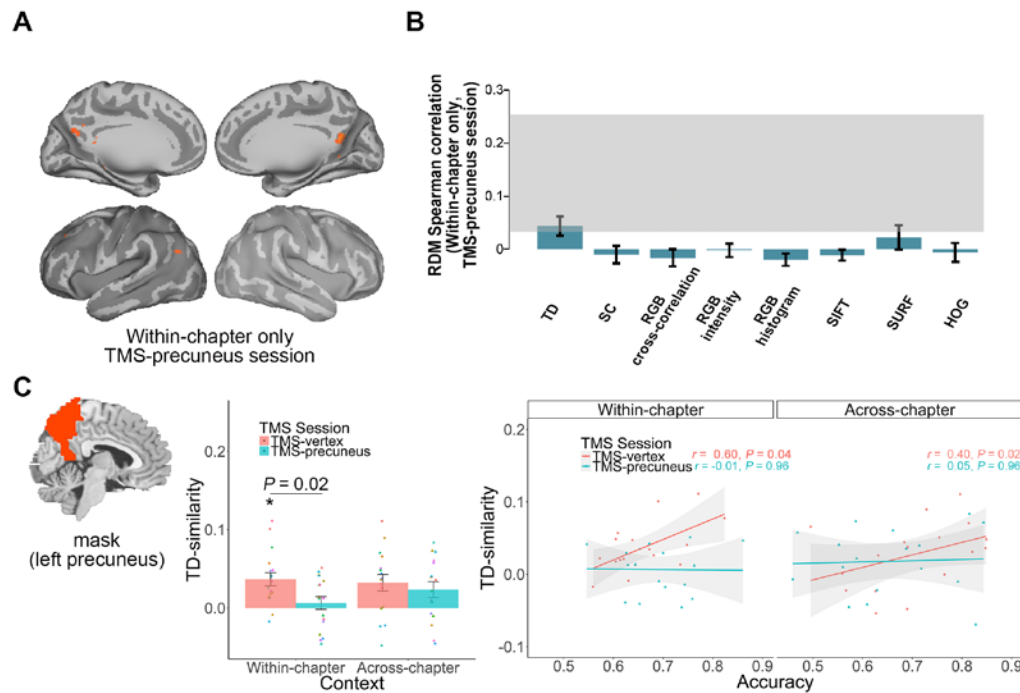 A
B
Within-chapter only
TMS-precuneus session
RDM Spearman correlation
(Within-chapter only,
TMS-precuneus session)
0.3
0.2
0.1
0
TD
SC
RGB
cross-correlation
RGB
intensity
RGB
histogram
SIFT
SURF
HOG
C
mask
(left precuneus)
TD-similarity
0.2
0.1
0.0
TMS Session
TMS-vertex
TMS-precuneus
P = 0.02
*
Within-chapter
Across-chapter
Context
TD-similarity
0.2
0.1
0.0
-0.1
Within-chapter
TMS Session
TMS-vertex
TMS-precuneus
r = 0.60, P = 0.04
r = -0.01, P = 0.96
0.5 0.6 0.7 0.8 0.9
Across-chapter
r = 0.40, P = 0.02
r = 0.05, P = 0.96
0.5 0.6 0.7 0.8 0.9
Accuracy